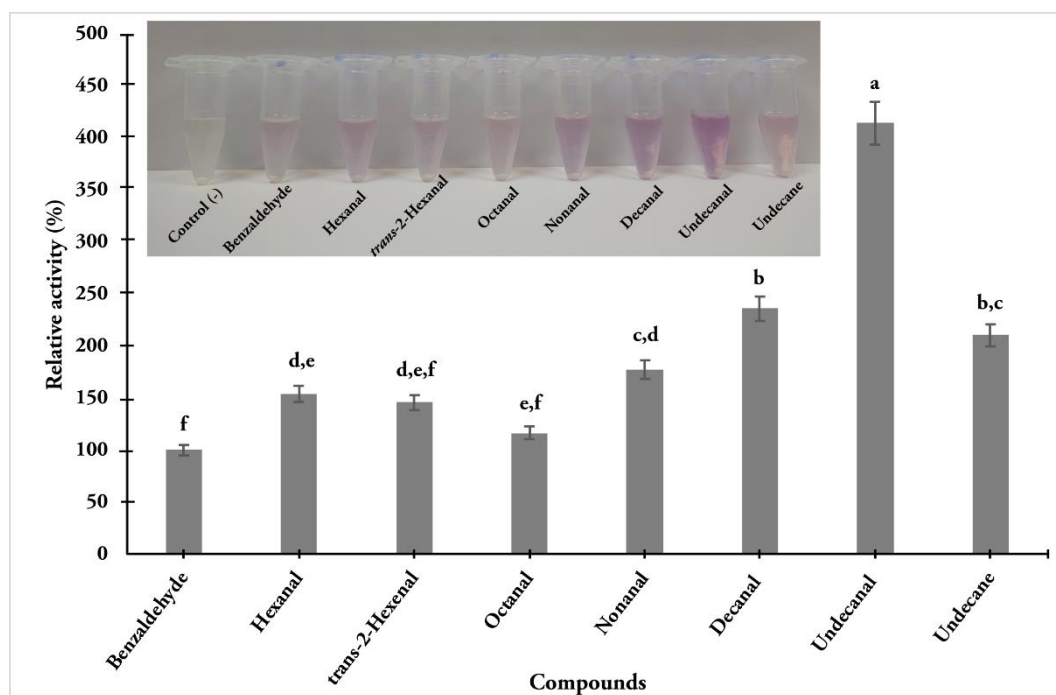 500
450
400
350
300
250
200
150
100
50
0
Relative activity (%)
Control (-)
Benzaldehyde
Hexanal
trans-2-Hexanal
Octanal
Nonanal
Decanal
Undecanal
Undecane
f
d,e
d,e,f
e,f
c,d
b
a
b,c
Benzaldehyde
Hexanal
trans-2-Hexenal
Octanal
Nonanal
Decanal
Undecanal
Undecane
Compounds